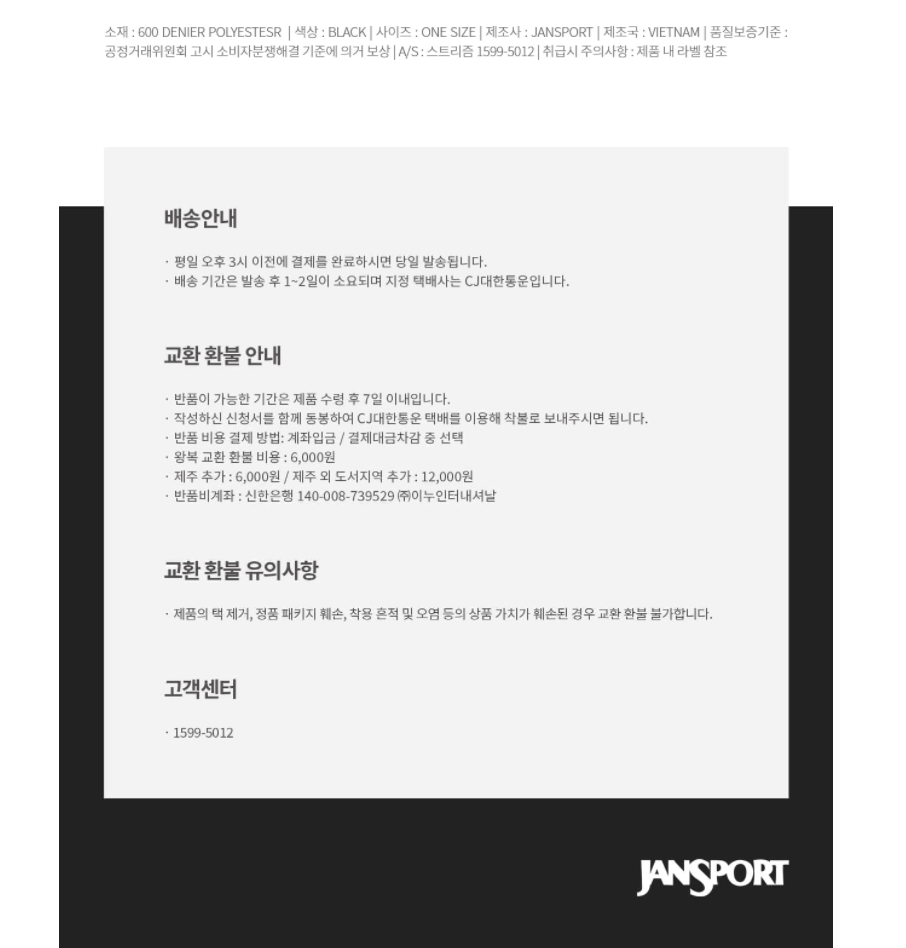 소재 : 600 DENIER POLYESTESR | 색상 : BLACK | 사이즈 : ONE SIZE | 제조사 : JANSPORT | 제조국 : VIETNAM | 품질보증기준 :
공정거래위원회 고시 소비자분쟁해결 기준에 의거 보상 | A/S : 스트리즘 1599-5012 | 취급시 주의사항 : 제품 내 라벨 참조
배송안내
· 평일 오후 3시 이전에 결제를 완료하시면 당일 발송됩니다.
· 배송 기간은 발송 후 1~2일이 소요되며 지정 택배사는 CJ대한통운입니다.
교환 환불 안내
· 반품이 가능한 기간은 제품 수령 후 7일 이내입니다.
· 작성하신 신청서를 함께 동봉하여 CJ대한통운 택배를 이용해 착불로 보내주시면 됩니다.
· 반품 비용 결제 방법: 계좌입금 / 결제대금차감 중 선택
· 왕복 교환 환불 비용 : 6,000원
· 제주 추가 : 6,000원 / 제주 외 도서지역 추가 : 12,000원
· 반품비계좌 : 신한은행 140-008-739529 ㈜이누인터내셔날
교환 환불 유의사항
· 제품의 택 제거, 정품 패키지 훼손, 착용 흔적 및 오염 등의 상품 가치가 훼손된 경우 교환 환불 불가합니다.
고객센터
· 1599-5012
JANSPORT